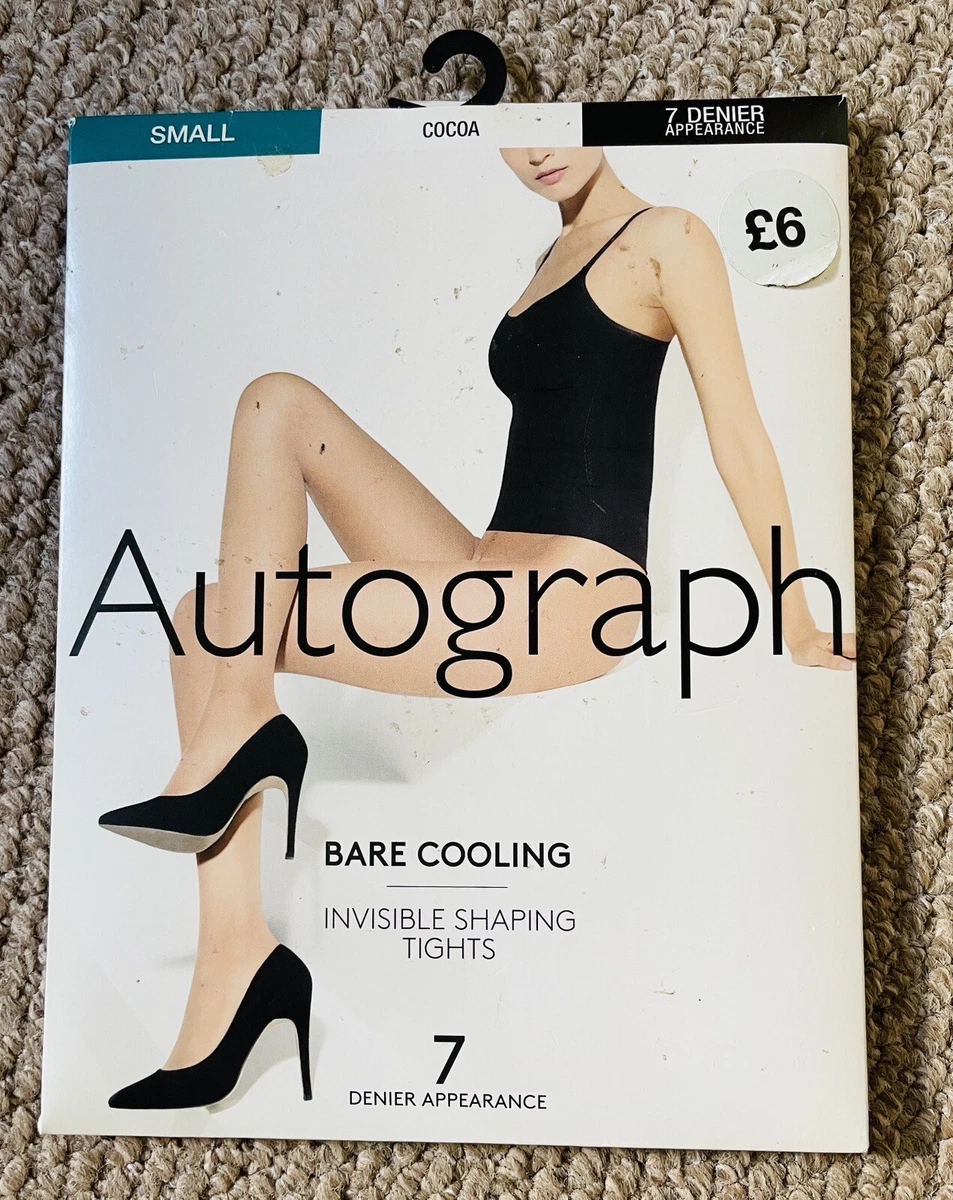 SMALL
COCOA
7 DENIER
APPEARANCE
£6
Autograph
BARE COOLING
INVISIBLE SHAPING
TIGHTS
7
DENIER APPEARANCE